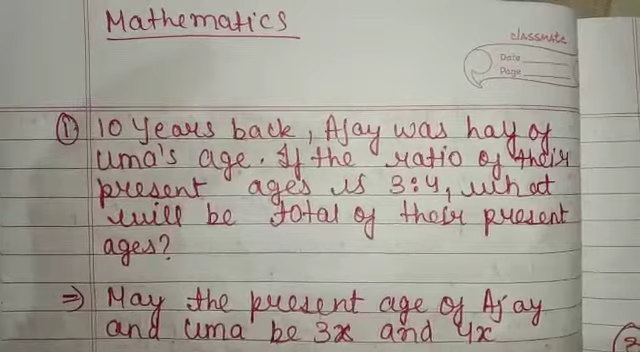 Mathematics
classmate
Date
Page
① 10 years back, Ajay was hay of
Uma's age. If the ratio of their
present ages is 3:4, what
will be total of their present
ages?
⇒ May the present age of Ajay
and Uma be 3x and 4x